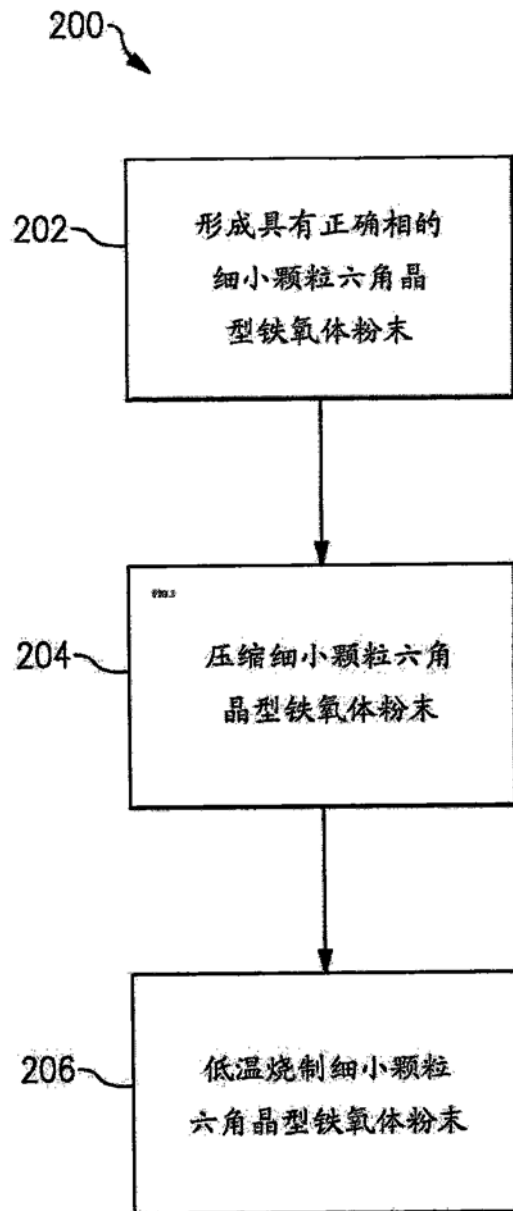 200
202
形成具有正确相的
细小颗粒六角晶
型铁氧体粉末
204
压缩细小颗粒六角
晶型铁氧体粉末
206
低温烧制细小颗粒
六角晶型铁氧体粉末